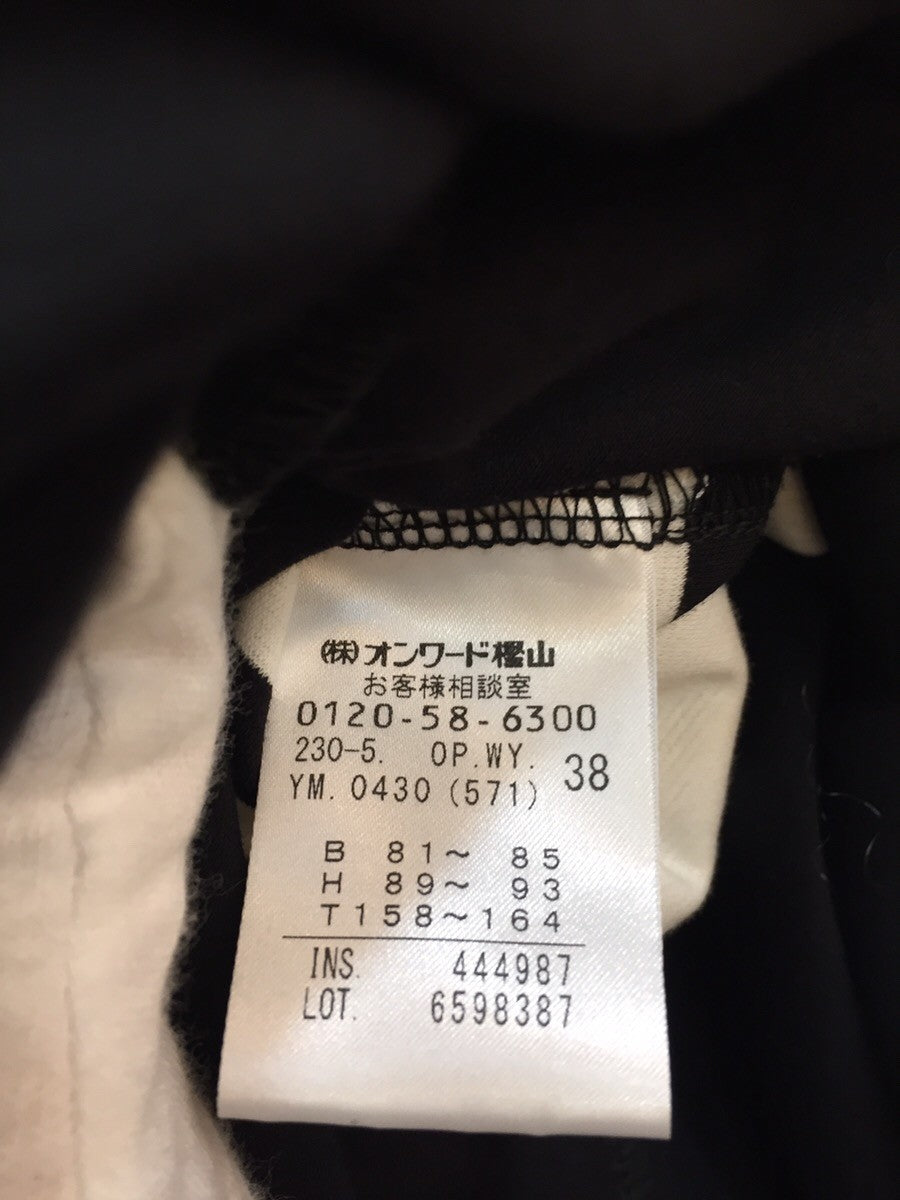 (株)オンワード樫山
お客様相談室
0120-58-6300
230-5. OP.WY. 38
YM. 0430 (571)
B 81〜 85
H 89〜 93
T158〜164
INS. 444987
LOT. 6598387